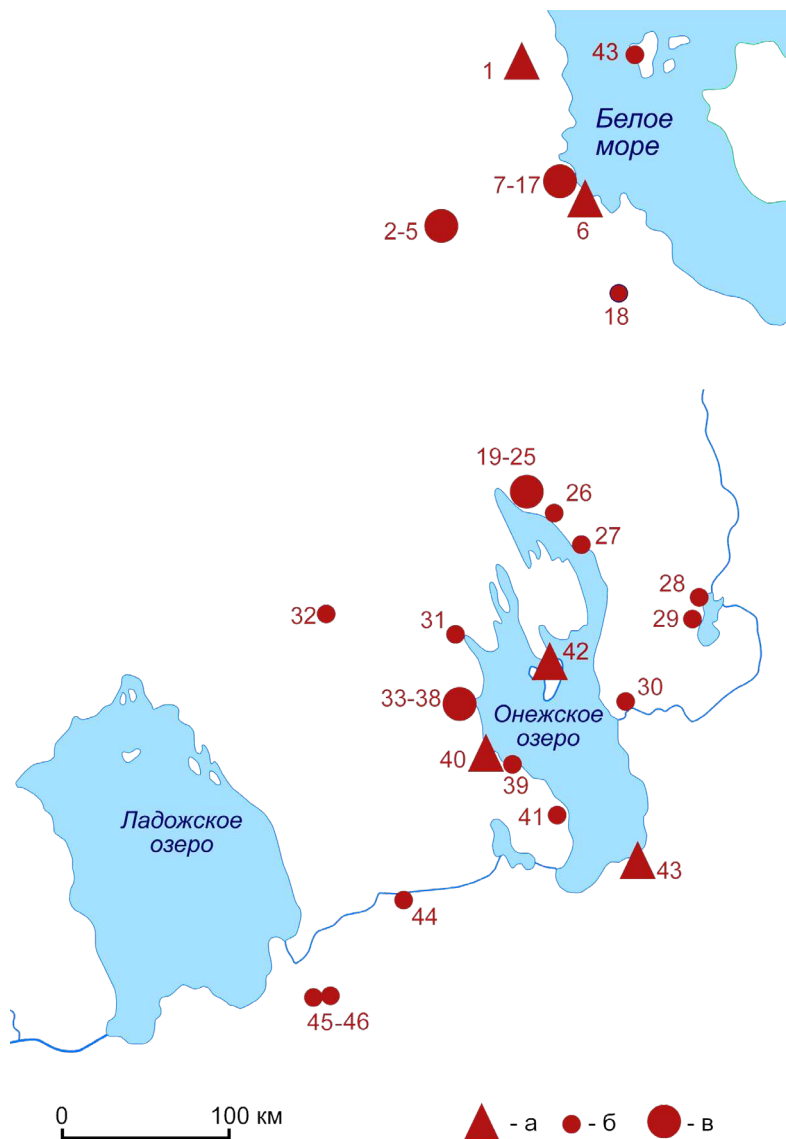 43
1
Белое
море
7-17
2-5
6
18
19-25
26
27
28
29
32
31
42
30
33-38
Онежское
озеро
40
39
41
Ладожское
озеро
43
44
45-46
0 100 км
- а - б - в